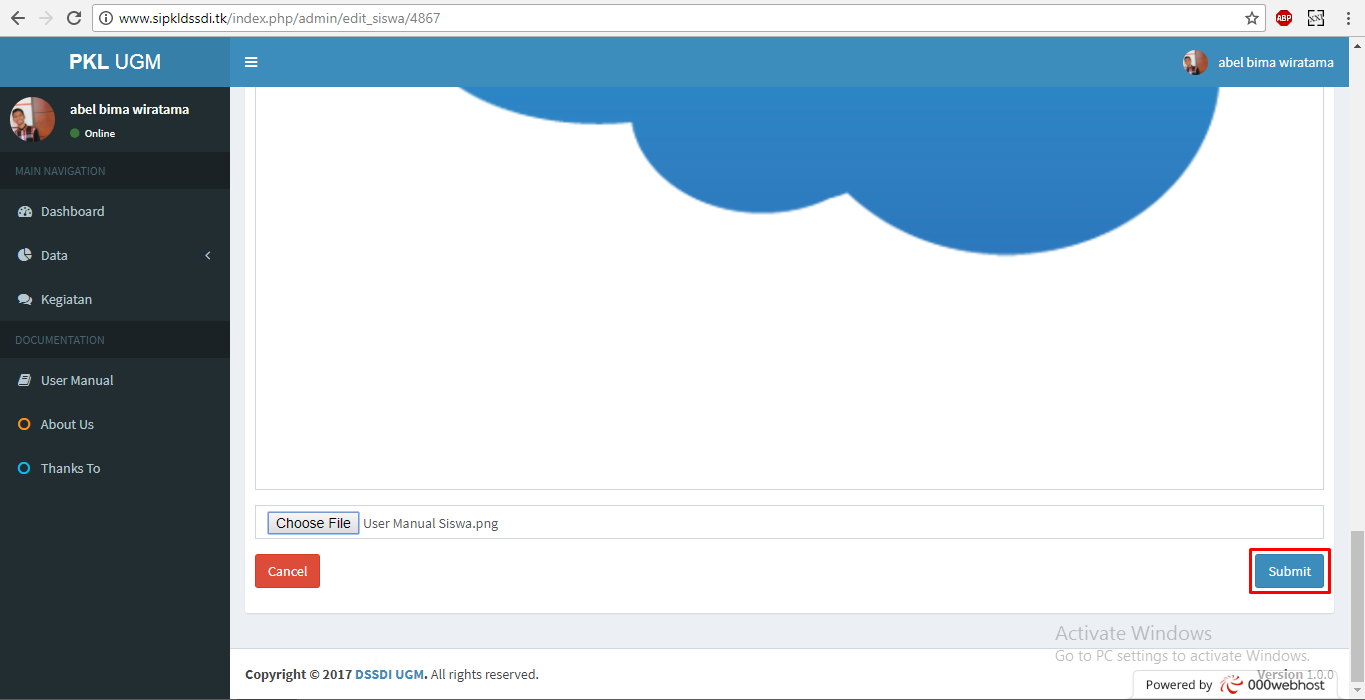 www.sipkldssdi.tk/index.php/admin/edit_siswa/4867
ABP
PKL UGM
abel bima wiratama
abel bima wiratama
Online
MAIN NAVIGATION
Dashboard
Data
Kegiatan
DOCUMENTATION
User Manual
About Us
Thanks To
Choose File User Manual Siswa.png
Cancel
Submit
Activate Windows
Go to PC settings to activate Windows.
Copyright © 2017 DSSDI UGM. All rights reserved.
Version 1.0.0
Powered by 000webhost